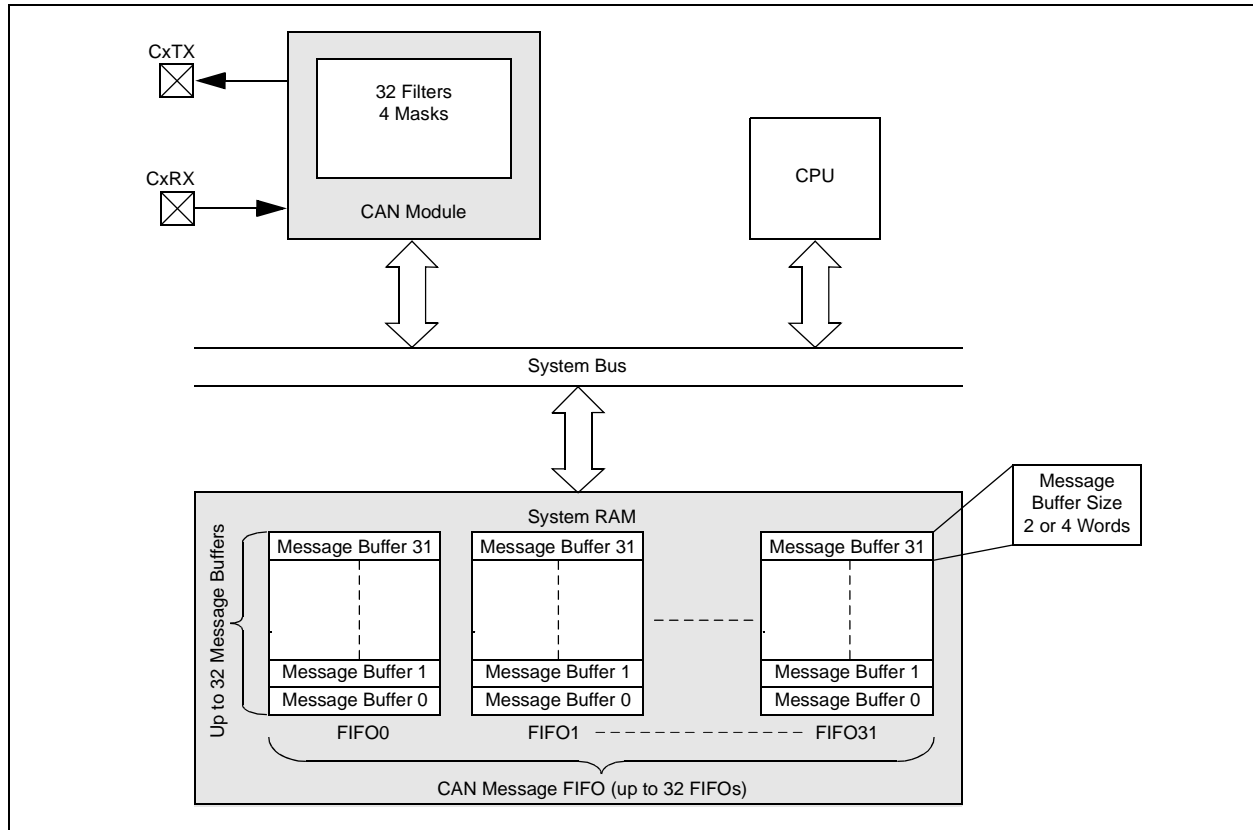 CxTX
32 Filters
4 Masks
CxRX
CAN Module
CPU
System Bus
System RAM
Message
Buffer Size
2 or 4 Words
Up to 32 Message Buffers
Message Buffer 31
Message Buffer 31
Message Buffer 31
Message Buffer 1
Message Buffer 1
Message Buffer 1
Message Buffer 0
Message Buffer 0
Message Buffer 0
FIFO0
FIFO1
FIFO31
CAN Message FIFO (up to 32 FIFOs)